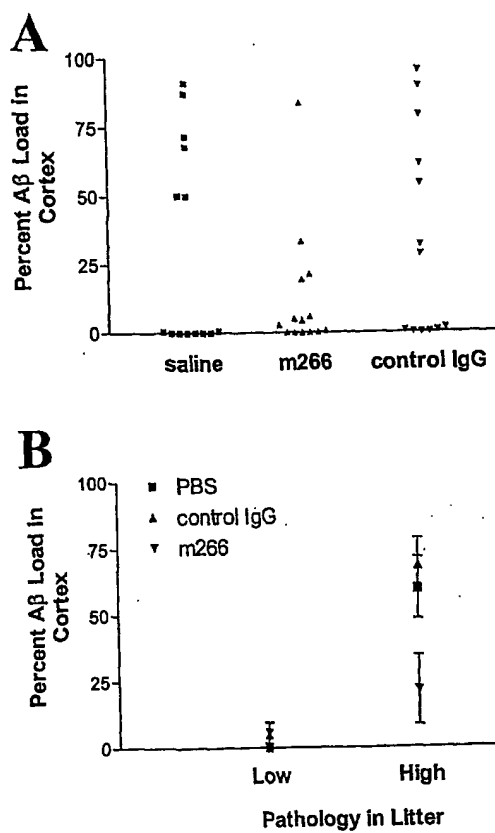 A
Percent Aβ Load in
Cortex
100
75
50
25
0
saline m266 control IgG
B
Percent Aβ Load in
Cortex
100
75
50
25
0
PBS
control IgG
m266
Low High
Pathology in Litter